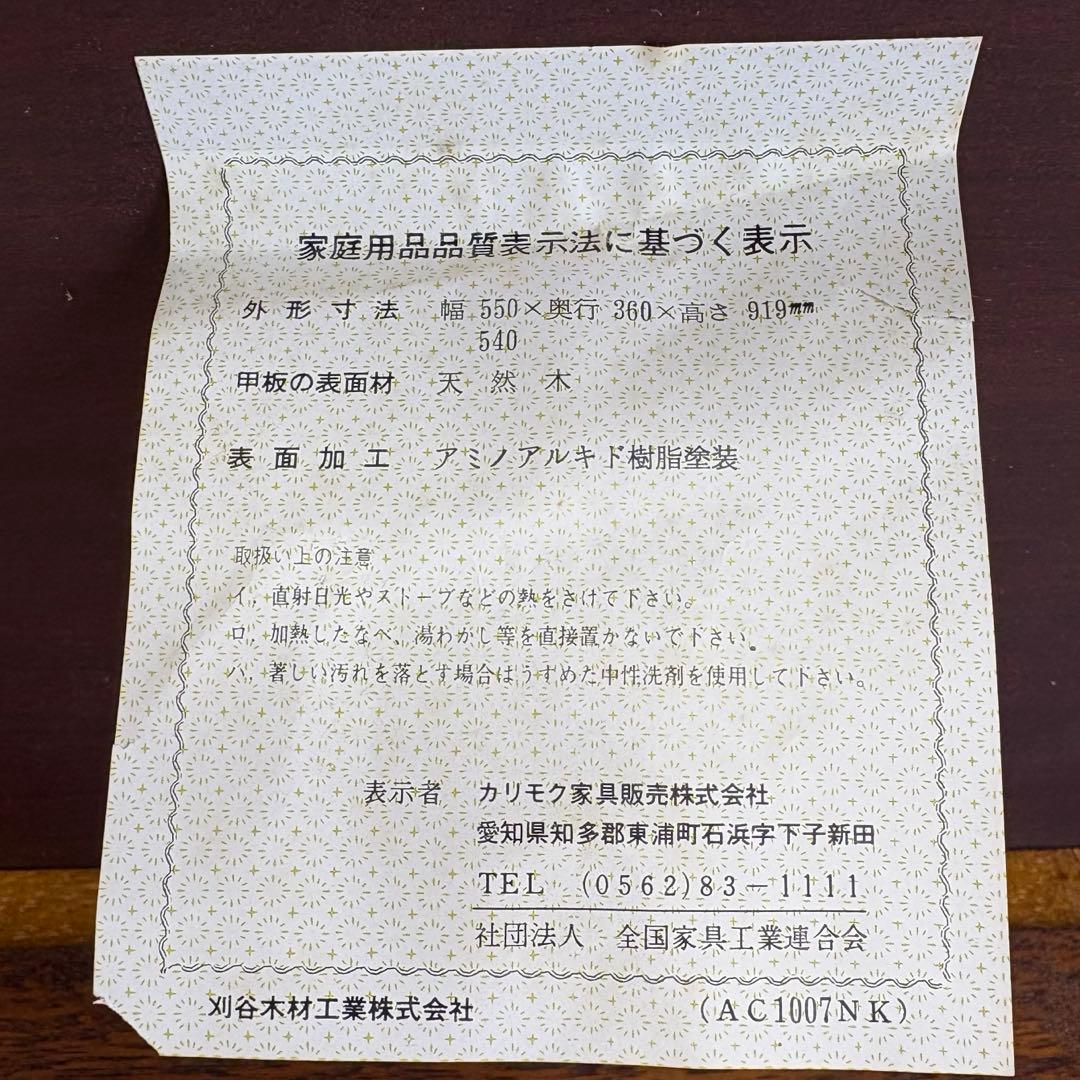 家庭用品品質表示法に基づく表示
外形寸法 幅 550×奥行 360×高さ 919mm
540
甲板の表面材 天然木
表面加工 アミノアルキド樹脂塗装
取扱い上の注意
イ. 直射日光やストーブなどの熱をさけて下さい。
ロ. 加熱したなべ、湯わかし等を直接置かないで下さい。
ハ. 著しい汚れを落とす場合はうすめた中性洗剤を使用して下さい。
表示者 カリモク家具販売株式会社
愛知県知多郡東浦町石浜字下子新田
TEL (0562)83-1111
社団法人 全国家具工業連合会
刈谷木材工業株式会社 (AC1007NK)